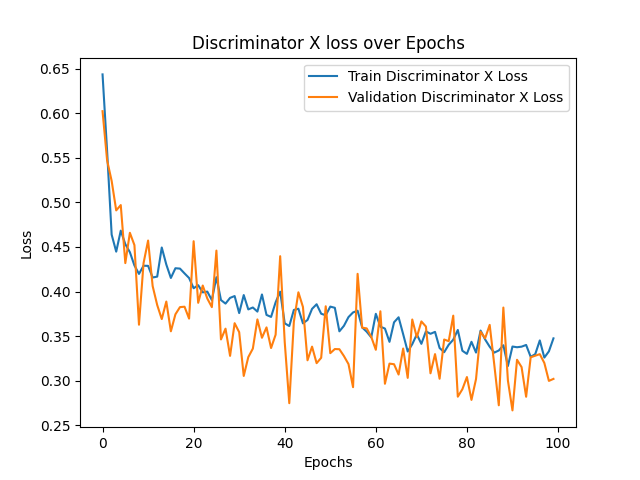 Discriminator X loss over Epochs
Train Discriminator X Loss
Validation Discriminator X Loss
Loss
0.65
0.60
0.55
0.50
0.45
0.40
0.35
0.30
0.25
0 20 40 60 80 100
Epochs